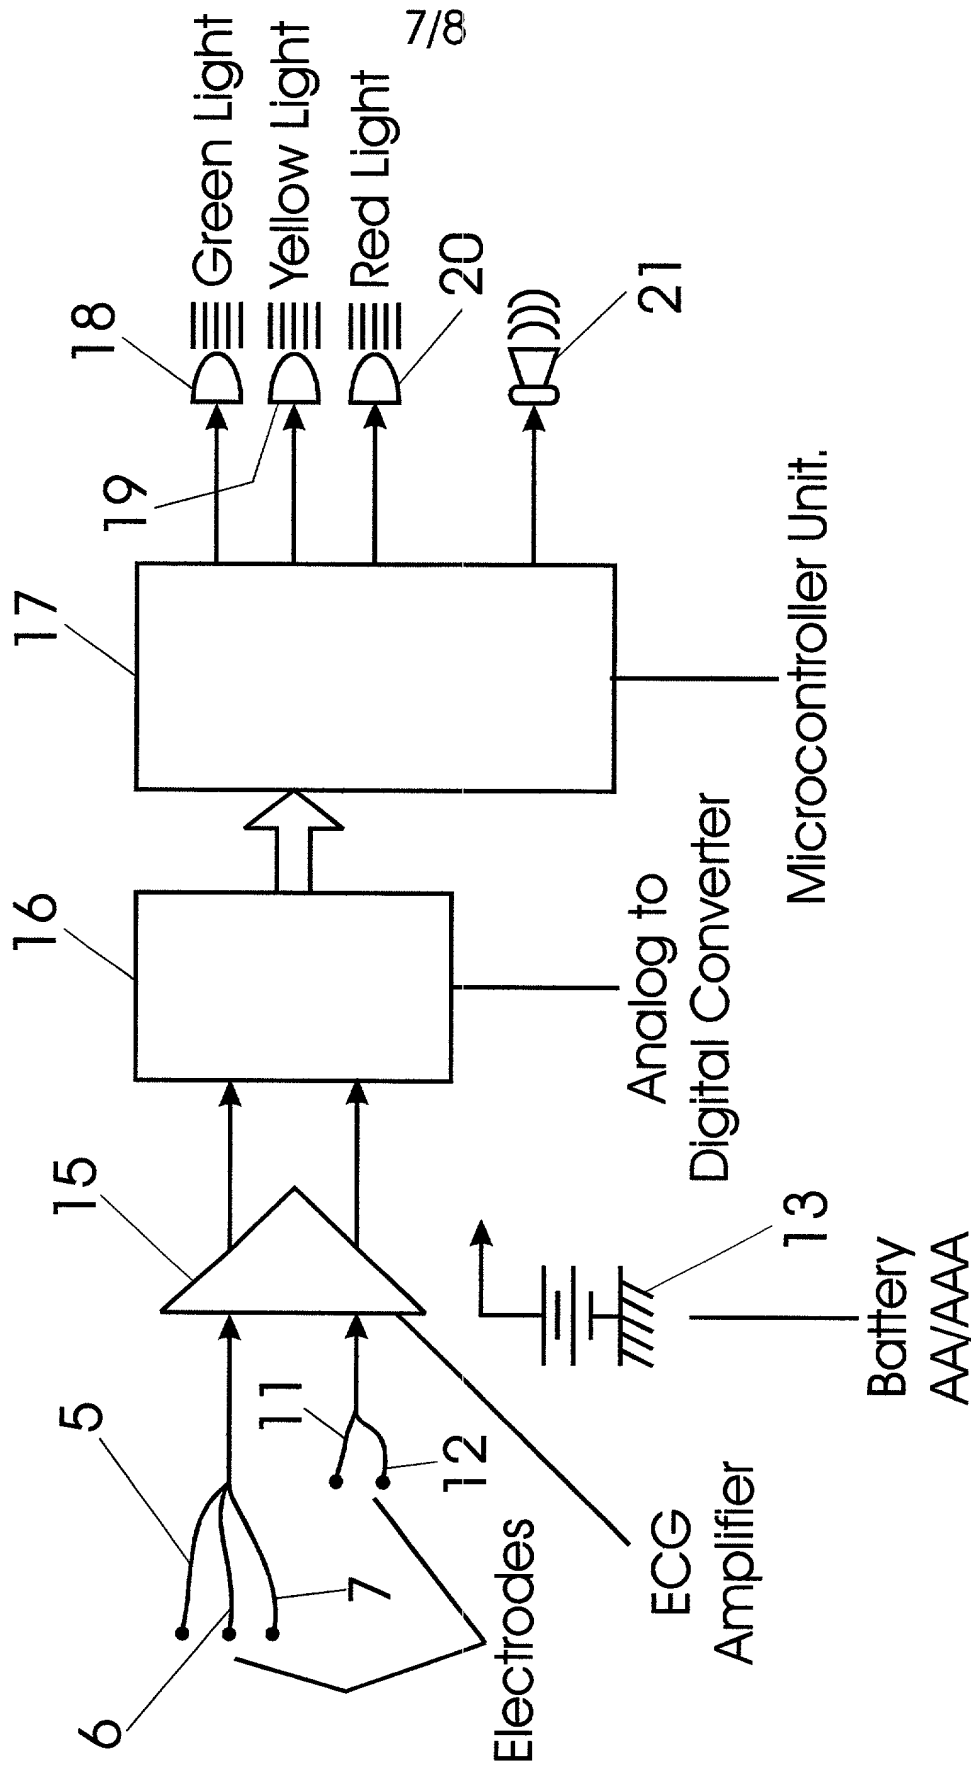 7/8
5
6
7
Electrodes
11
12
15
ECG
Amplifier
13
Battery
AA/AAA
16
Analog to
Digital Converter
17
Microcontroller Unit.
18
Green Light
19
Yellow Light
20
Red Light
21